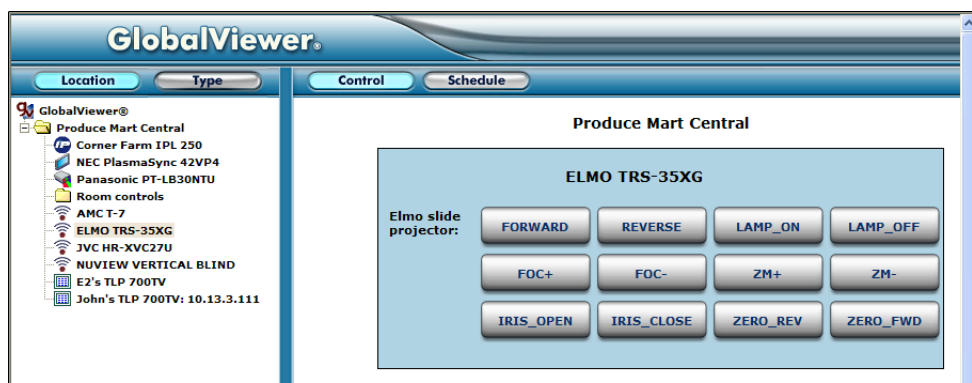 GlobalViewer®
Location Type Control Schedule
GlobalViewer®
Produce Mart Central
Corner Farm IPL 250
NEC PlasmaSync 42VP4
Panasonic PT-LB30NTU
Room controls
AMC T-7
ELMO TRS-35XG
JVC HR-XVC27U
NUVIEW VERTICAL BLIND
E2's TLP 700TV
John's TLP 700TV: 10.13.3.111
Produce Mart Central
ELMO TRS-35XG
Elmo slide
projector:
FORWARD REVERSE LAMP_ON LAMP_OFF
FOC+ FOC- ZM+ ZM-
IRIS_OPEN IRIS_CLOSE ZERO_REV ZERO_FWD